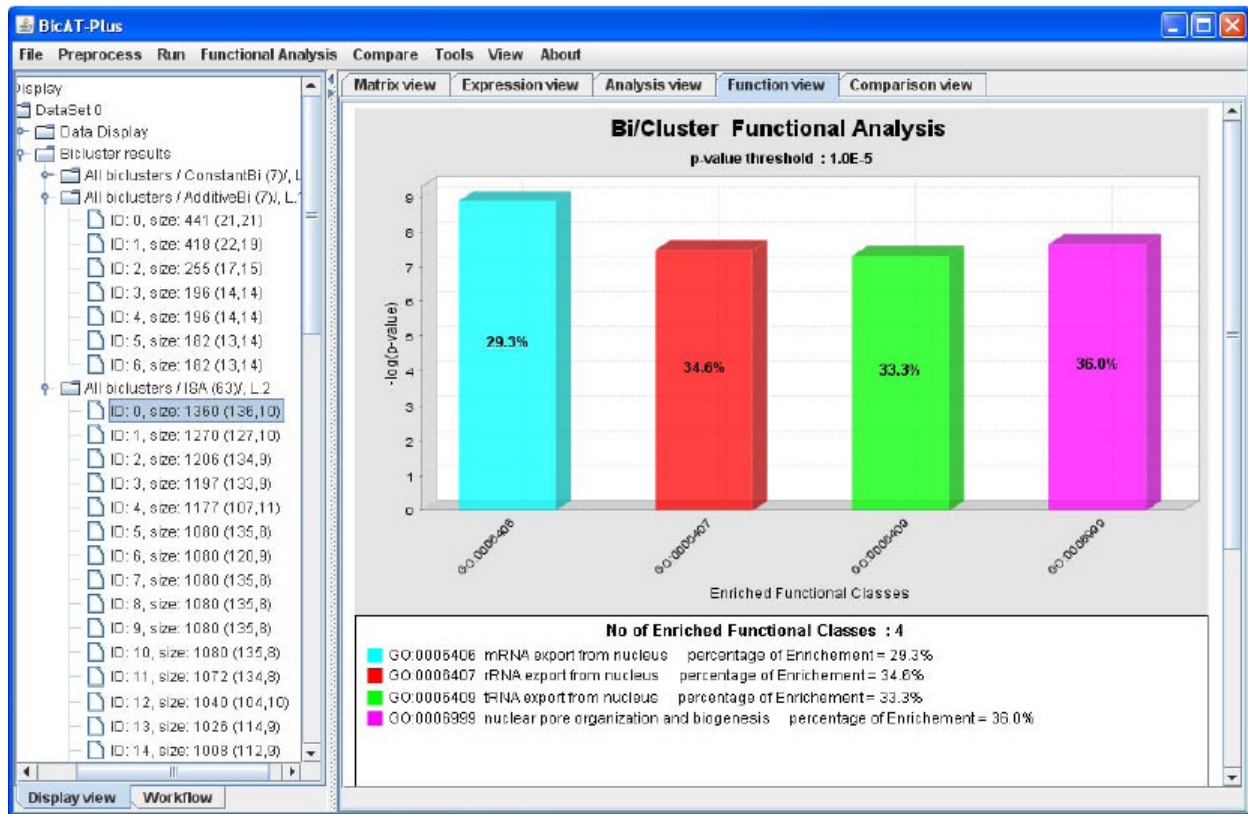 BicAT-Plus
File Preprocess Run Functional Analysis Compare Tools View About
Display
DataSet 0
Data Display
Bicluster results
All biclusters / ConstantBi (7)/, L
All biclusters / AdditiveBi (7)/, L.
ID: 0, size: 441 (21,21)
ID: 1, size: 418 (22,19)
ID: 2, size: 255 (17,15)
ID: 3, size: 196 (14,14)
ID: 4, size: 196 (14,14)
ID: 5, size: 182 (13,14)
ID: 6, size: 182 (13,14)
All biclusters / ISA (63)/, L.2
ID: 0, size: 1360 (136,10)
ID: 1, size: 1270 (127,10)
ID: 2, size: 1206 (134,9)
ID: 3, size: 1197 (133,9)
ID: 4, size: 1177 (107,11)
ID: 5, size: 1080 (135,8)
ID: 6, size: 1080 (120,9)
ID: 7, size: 1080 (135,8)
ID: 8, size: 1080 (135,8)
ID: 9, size: 1080 (135,8)
ID: 10, size: 1080 (135,8)
ID: 11, size: 1072 (134,8)
ID: 12, size: 1040 (104,10)
ID: 13, size: 1026 (114,9)
ID: 14, size: 1008 (112,9)
Display view Workflow
Matrix view Expression view Analysis view Function view Comparison view
Bi/Cluster Functional Analysis
p-value threshold : 1.0E-5
-log(p-value)
9
8
7
6
5
4
3
2
1
0
29.3%
34.6%
33.3%
36.0%
GO:0006406
GO:0006407
GO:0006409
GO:0006999
Enriched Functional Classes
No of Enriched Functional Classes : 4
GO:0006406 mRNA export from nucleus percentage of Enrichement = 29.3%
GO:0006407 rRNA export from nucleus percentage of Enrichement = 34.6%
GO:0006409 tRNA export from nucleus percentage of Enrichement = 33.3%
GO:0006999 nuclear pore organization and biogenesis percentage of Enrichement = 36.0%